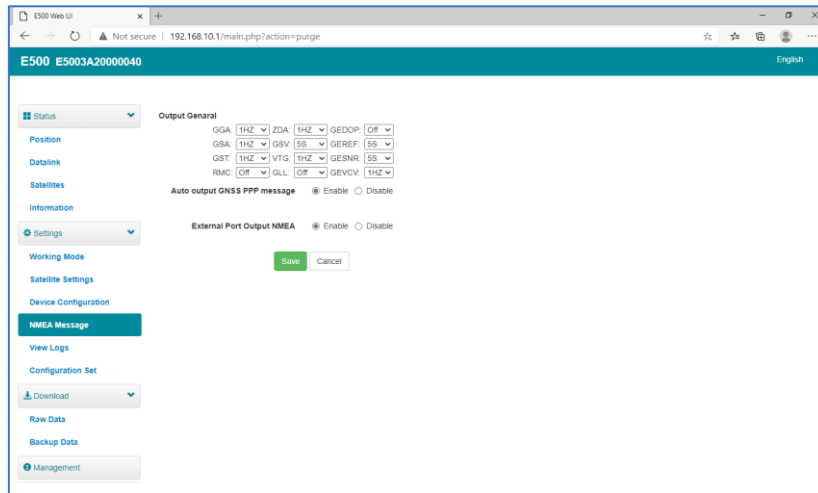 E500 Web UI
Not secure | 192.168.10.1/main.php?action=purge
E500 E5003A20000040
English
Status
Position
Datalink
Satellites
Information
Settings
Working Mode
Satellite Settings
Device Configuration
NMEA Message
View Logs
Configuration Set
Download
Raw Data
Backup Data
Management
Output Genaral
GGA: 1HZ ZDA: 1HZ GEDOP: Off
GSA: 1HZ GSV: 5S GEREF: 5S
GST: 1HZ VTG: 1HZ GESNR: 5S
RMC: Off GLL: Off GEVCV: 1HZ
Auto output GNSS PPP message Enable Disable
External Port Output NMEA Enable Disable
Save Cancel